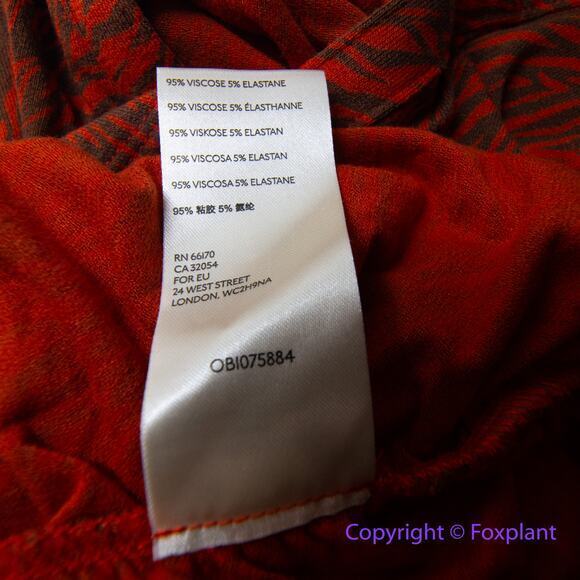 95% VISCOSE 5% ELASTANE
95% VISCOSE 5% ÉLASTHANNE
95% VISKOSE 5% ELASTAN
95% VISCOSA 5% ELASTAN
95% VISCOSA 5% ELASTANE
95% 粘胶 5% 氨纶
RN 66170
CA 32054
FOR EU
24 WEST STREET
LONDON, WC2H9NA
OB1075884
Copyright © Foxplant